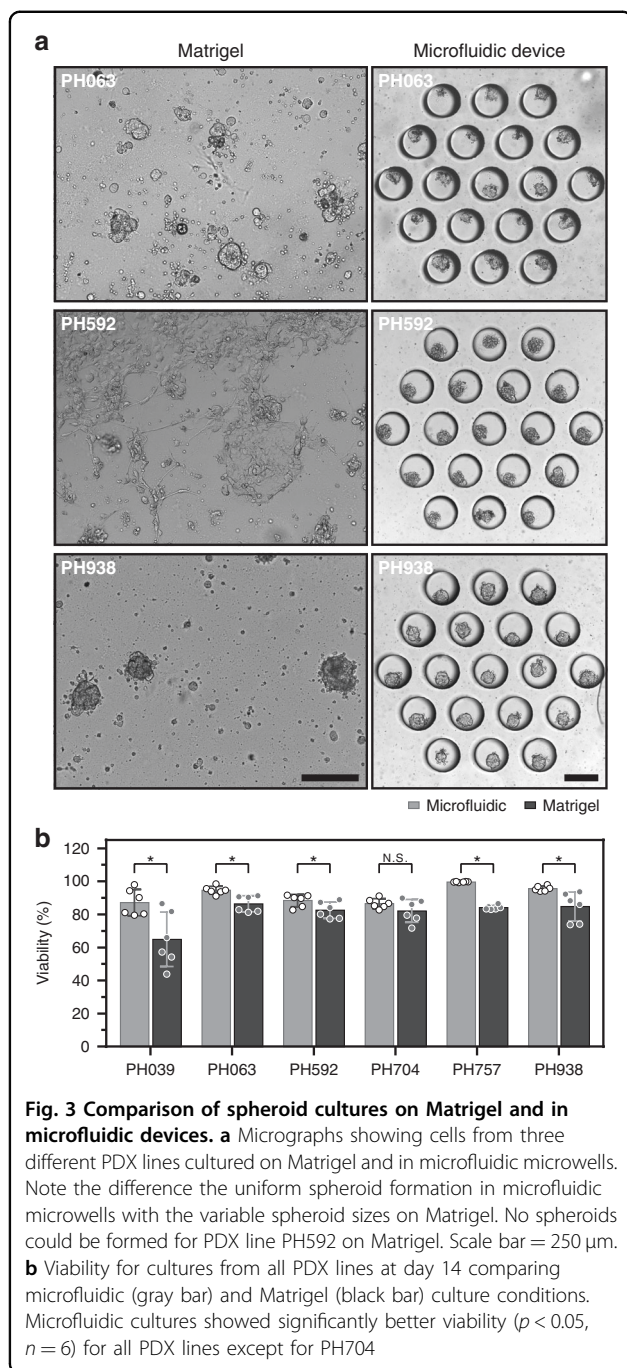 a
Matrigel
Microfluidic device
PH063
PH063
PH592
PH592
PH938
PH938
Microfluidic
Matrigel
b
120
100
80
60
40
20
0
Viability (%)
*
*
*
N.S.
*
*
PH039
PH063
PH592
PH704
PH757
PH938
Fig. 3 Comparison of spheroid cultures on Matrigel and in
microfluidic devices. a Micrographs showing cells from three
different PDX lines cultured on Matrigel and in microfluidic microwells.
Note the difference the uniform spheroid formation in microfluidic
microwells with the variable spheroid sizes on Matrigel. No spheroids
could be formed for PDX line PH592 on Matrigel. Scale bar = 250 μm.
b Viability for cultures from all PDX lines at day 14 comparing
microfluidic (gray bar) and Matrigel (black bar) culture conditions.
Microfluidic cultures showed significantly better viability (p < 0.05,
n = 6) for all PDX lines except for PH704